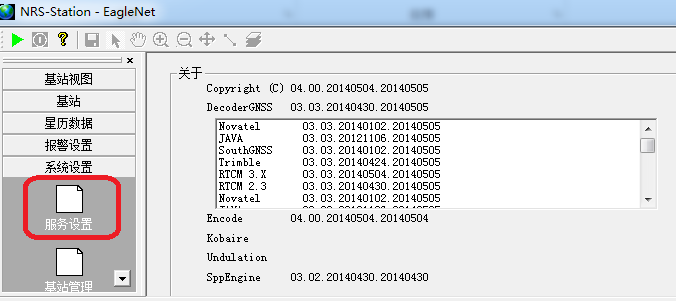 NRS-Station - EagleNet
基站视图
基站
星历数据
报警设置
系统设置
服务设置
基站管理
关于
Copyright (C) 04.00.20140504.20140505
DecoderGNSS 03.03.20140430.20140505
Novatel 03.03.20140102.20140505
JAVA 03.03.20121106.20140505
SouthGNSS 03.03.20140102.20140505
Trimble 03.03.20140424.20140505
RTCM 3.X 03.03.20140504.20140505
RTCM 2.3 03.03.20140430.20140505
Novatel 03.03.20140102.20140505
Encode 04.00.20140504.20140504
Kobaire
Undulation
SppEngine 03.02.20140430.20140430